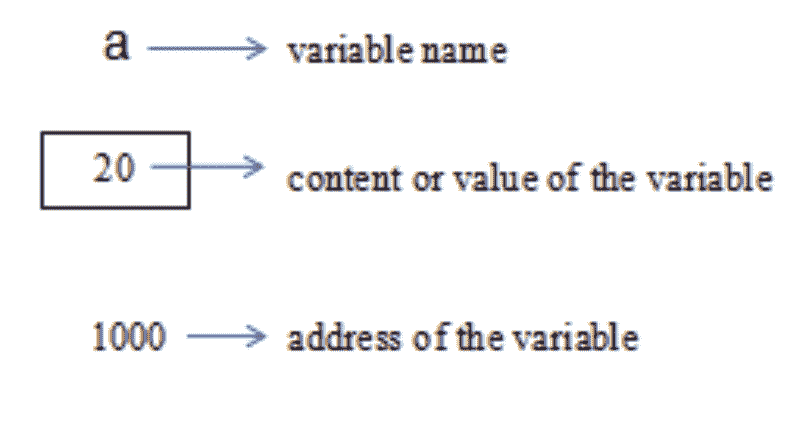 a variable name
20 content or value of the variable
1000 address of the variable